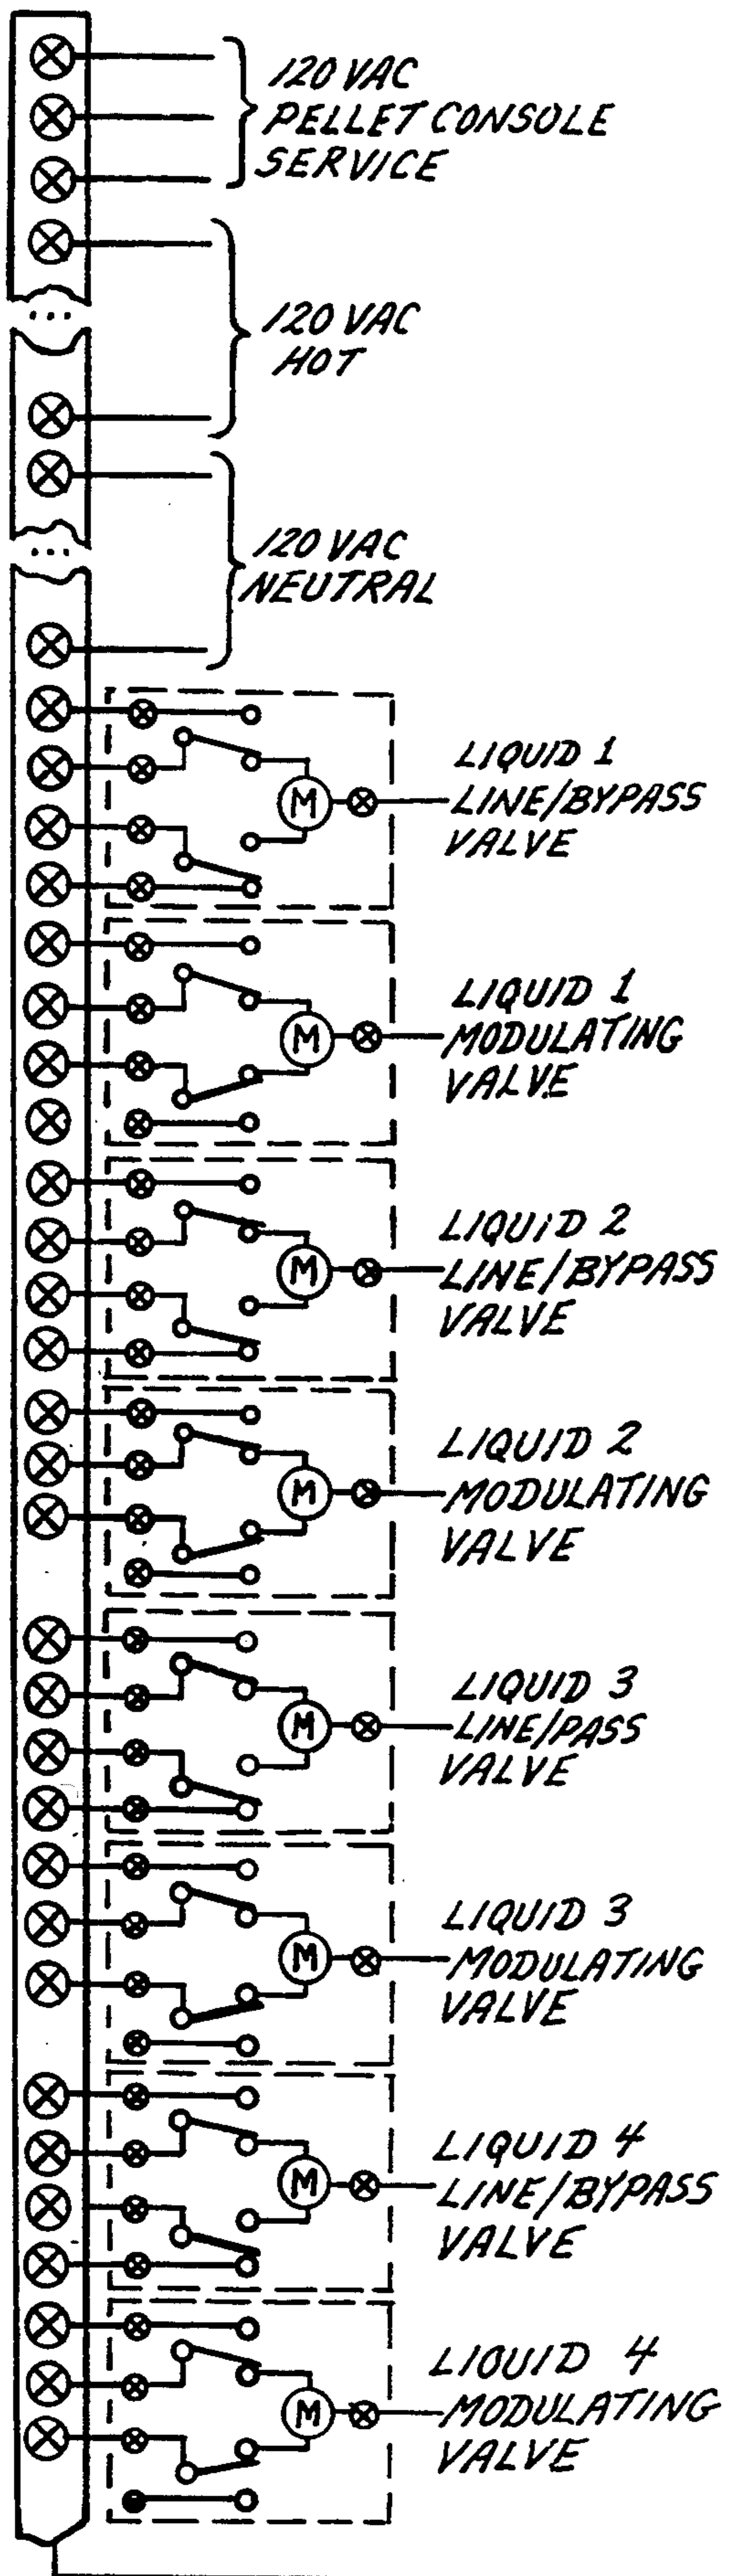 120 VAC
PELLET CONSOLE
SERVICE
...
120 VAC
HOT
...
120 VAC
NEUTRAL
M
LIQUID 1
LINE/BYPASS
VALVE
M
LIQUID 1
MODULATING
VALVE
M
LIQUID 2
LINE/BYPASS
VALVE
M
LIQUID 2
MODULATING
VALVE
M
LIQUID 3
LINE/PASS
VALVE
M
LIQUID 3
MODULATING
VALVE
M
LIQUID 4
LINE/BYPASS
VALVE
M
LIQUID 4
MODULATING
VALVE